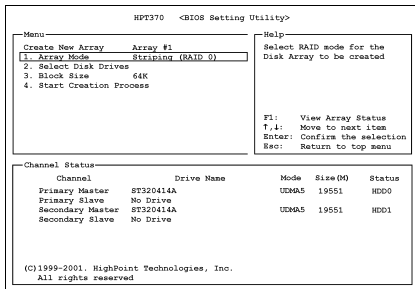 HPT370 <BIOS Setting Utility>
Menu
Create New Array Array #1
1. Array Mode Striping (RAID 0)
2. Select Disk Drives
3. Block Size 64K
4. Start Creation Process
Help
Select RAID mode for the
Disk Array to be created
F1: View Array Status
↑,↓: Move to next item
Enter: Confirm the selection
Esc: Return to top menu
Channel Status
Channel Drive Name Mode Size(M) Status
Primary Master ST320414A UDMA5 19551 HDD0
Primary Slave No Drive
Secondary Master ST320414A UDMA5 19551 HDD1
Secondary Slave No Drive
(C)1999-2001. HighPoint Technologies, Inc.
All rights reserved